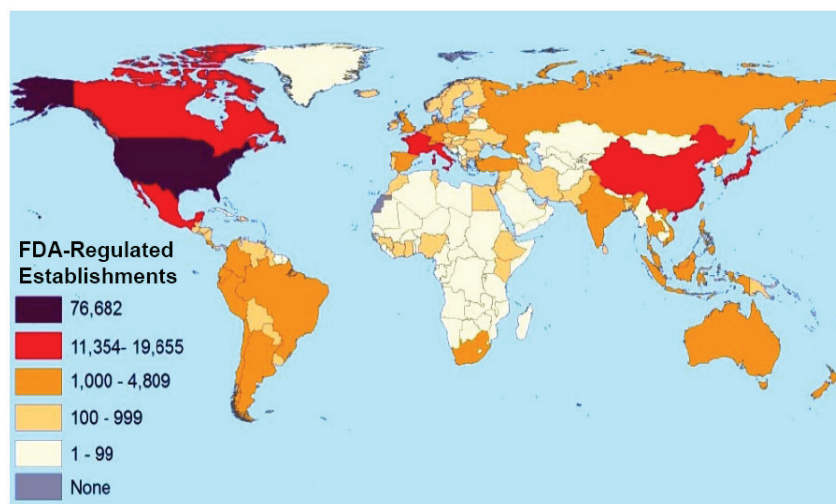 FDA-Regulated
Establishments
76,682
11,354- 19,655
1,000 - 4,809
100 - 999
1 - 99
None